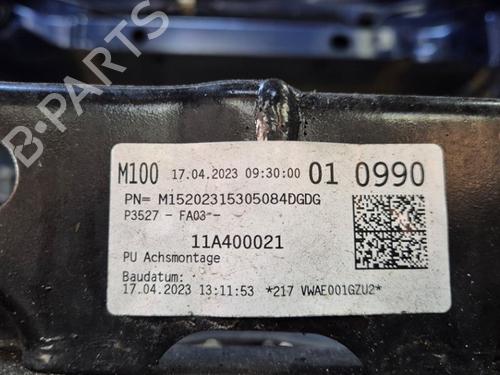 M100 17.04.2023 09:30:00 01 0990
PN= M15202315305084DGDG
P3527 - FA03--
11A400021
PU Achsmontage
Baudatum:
17.04.2023 13:11:53 *217 VWAE001GZU2*
B-PARTS